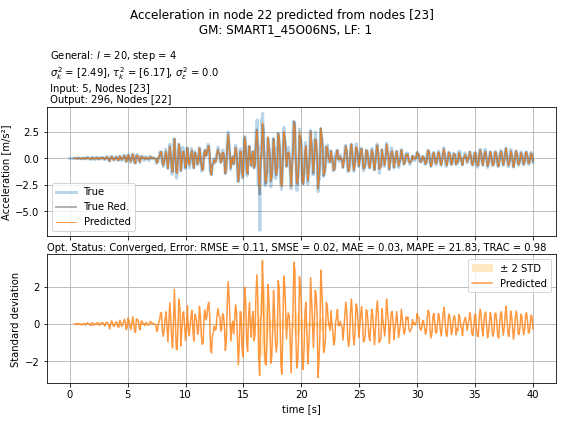 Acceleration in node 22 predicted from nodes [23]
GM: SMART1_45O06NS, LF: 1
General: l = 20, step = 4
σ²ₖ = [2.49], τ²ₖ = [6.17], σ²ε = 0.0
Input: 5, Nodes [23]
Output: 296, Nodes [22]
Acceleration [m/s²]
2.5
0.0
−2.5
−5.0
True
True Red.
Predicted
Opt. Status: Converged, Error: RMSE = 0.11, SMSE = 0.02, MAE = 0.03, MAPE = 21.83, TRAC = 0.98
Standard deviation
2
0
−2
± 2 STD
Predicted
0 5 10 15 20 25 30 35 40
time [s]